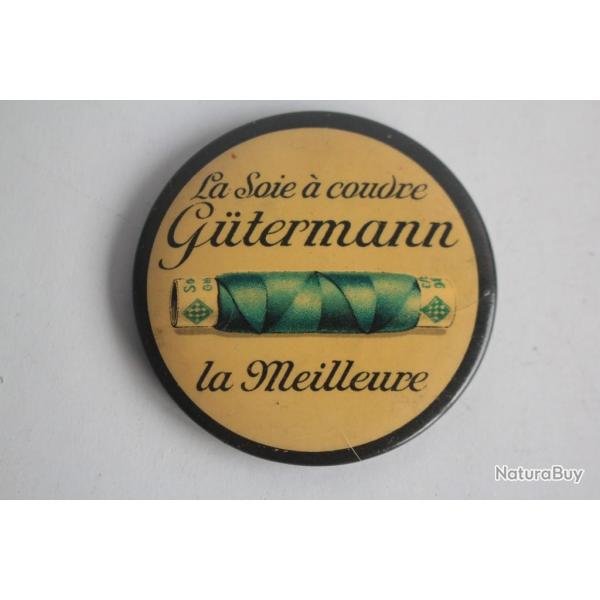 La Soie à coudre
Gütermann
la Meilleure
NaturaBuy